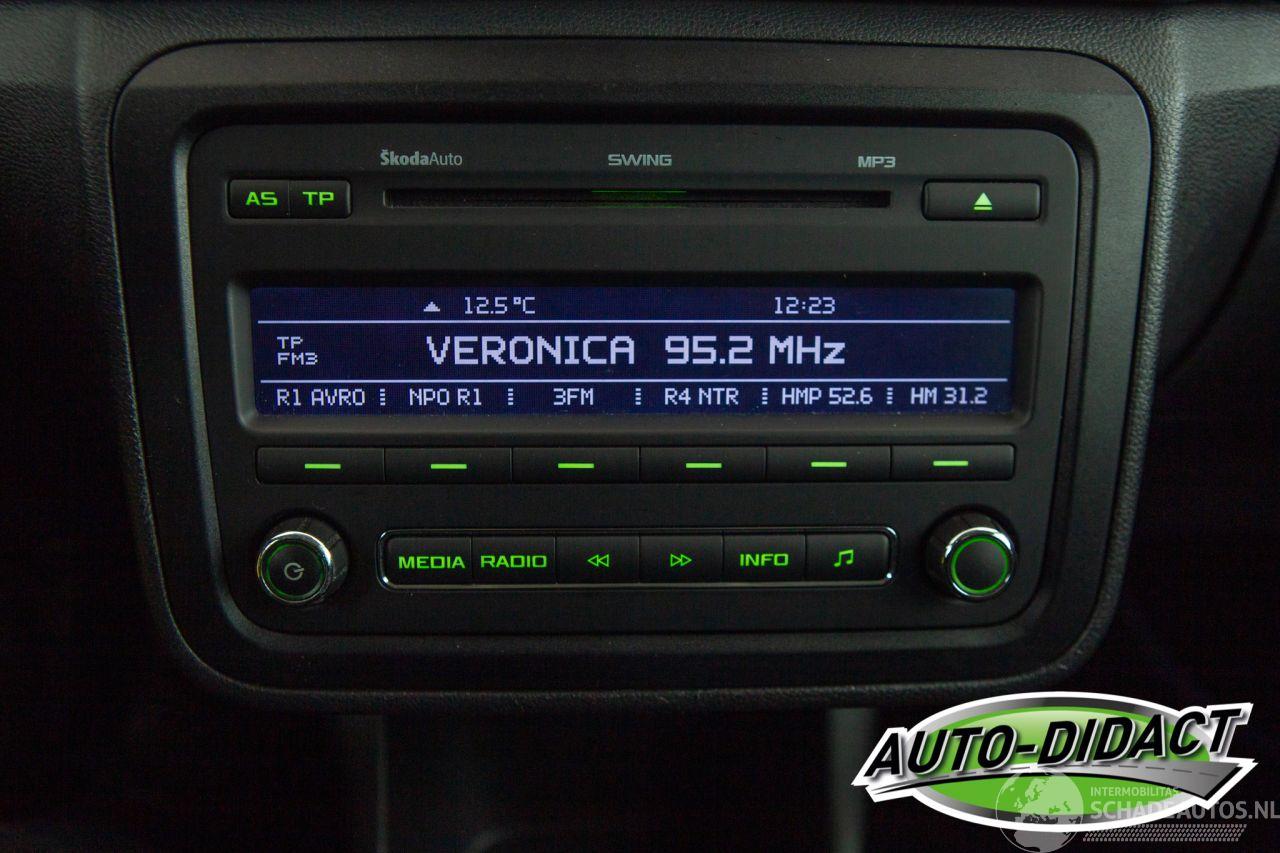 ŠkodaAuto SWING MP3
AS TP
12.5°C 12:23
TP
FM3
VERONICA 95.2 MHz
R1 AVRO NPO R1 3FM R4 NTR HMP 52.6 HM 31.2
MEDIA RADIO INFO
AUTO-DIDACT
INTERMOBILITAS
SCHADEAUTOS.NL